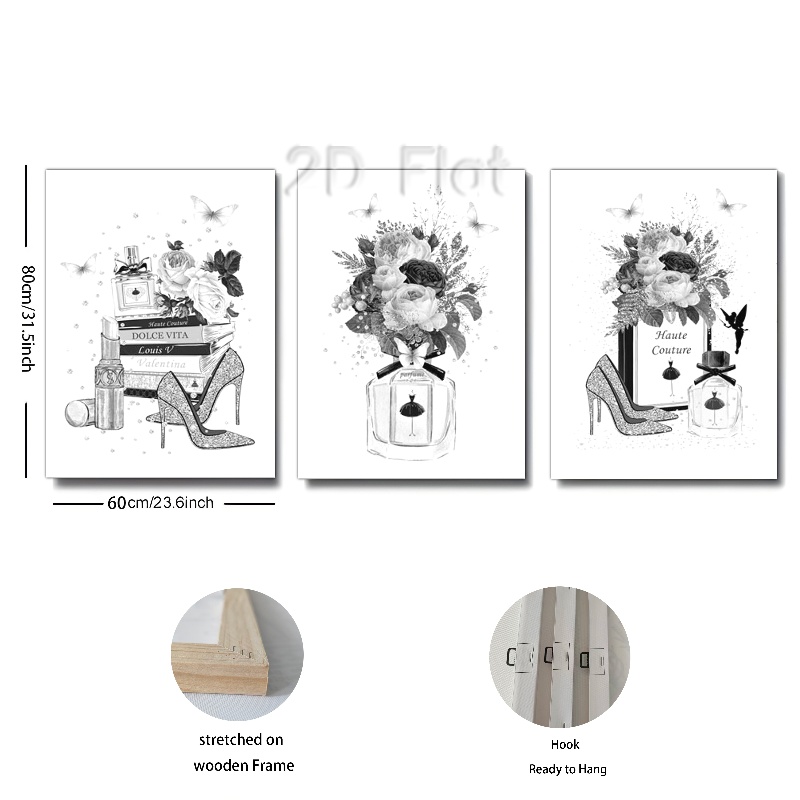 2D Flat
80cm/31.5inch
Haute Couture
DOLCE VITA
Louis V
Valentina
parfums
Haute
Couture
60cm/23.6inch
stretched on
wooden Frame
Hook
Ready to Hang